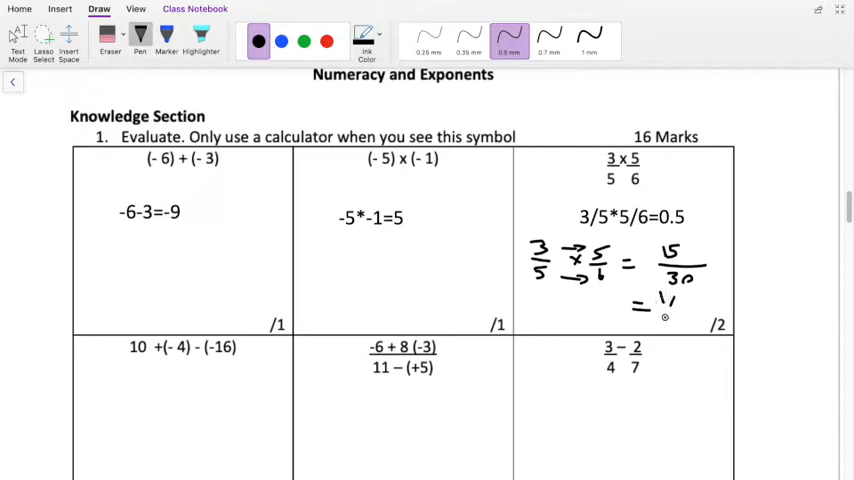 Home Insert Draw View Class Notebook
Text Mode
Lasso Select
Insert Space
Eraser
Pen
Marker
Highlighter
Ink Color
0.25 mm
0.35 mm
0.5 mm
0.7 mm
1 mm
Numeracy and Exponents
Knowledge Section
1. Evaluate. Only use a calculator when you see this symbol 16 Marks
(- 6) + (- 3)
-6-3=-9
/1
(- 5) x (- 1)
-5*-1=5
/1
3 x 5
5 6
3/5*5/6=0.5
3 → 5 = 15
5 x → 6 30
=
/2
10 +(- 4) - (-16)
-6 + 8 (-3)
11 – (+5)
3 – 2
4 7